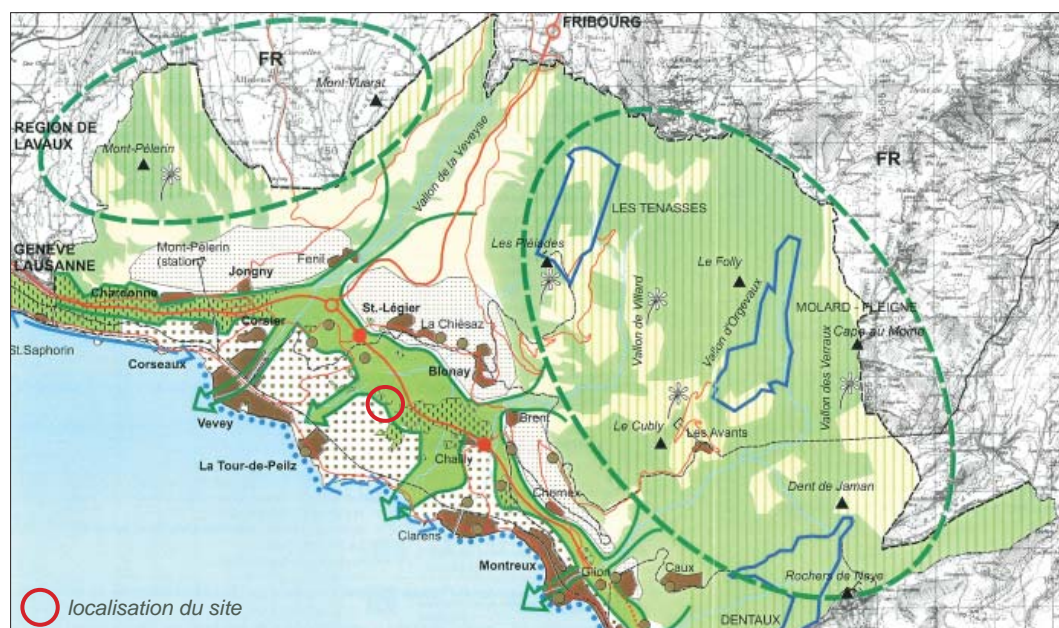 FRIBOURG
FR
Mont-Vuarat
REGION DE
LAVAUX
Mont-Pèlerin
Vallon de la Veveyse
FR
LES TENASSES
Les Pléiades
Le Folly
Vallon de Villard
Vallon d'Orgevaux
MOLARD - PLEIGNE
Cape au Moine
Vallon des Verraux
GENEVE
LAUSANNE
Mont-Pèlerin
(station)
Fenil
Jongny
Chardonne
St.-Légier
La Chiésaz
Corsier
St.Saphorin
Corseaux
Blonay
Vevey
Brent
Le Cubly
Les Avants
La Tour-de-Peilz
Chailly
Chernex
Dent de Jaman
Clarens
Montreux
Glion
Caux
Rochers de Naye
DENTAUX
localisation du site